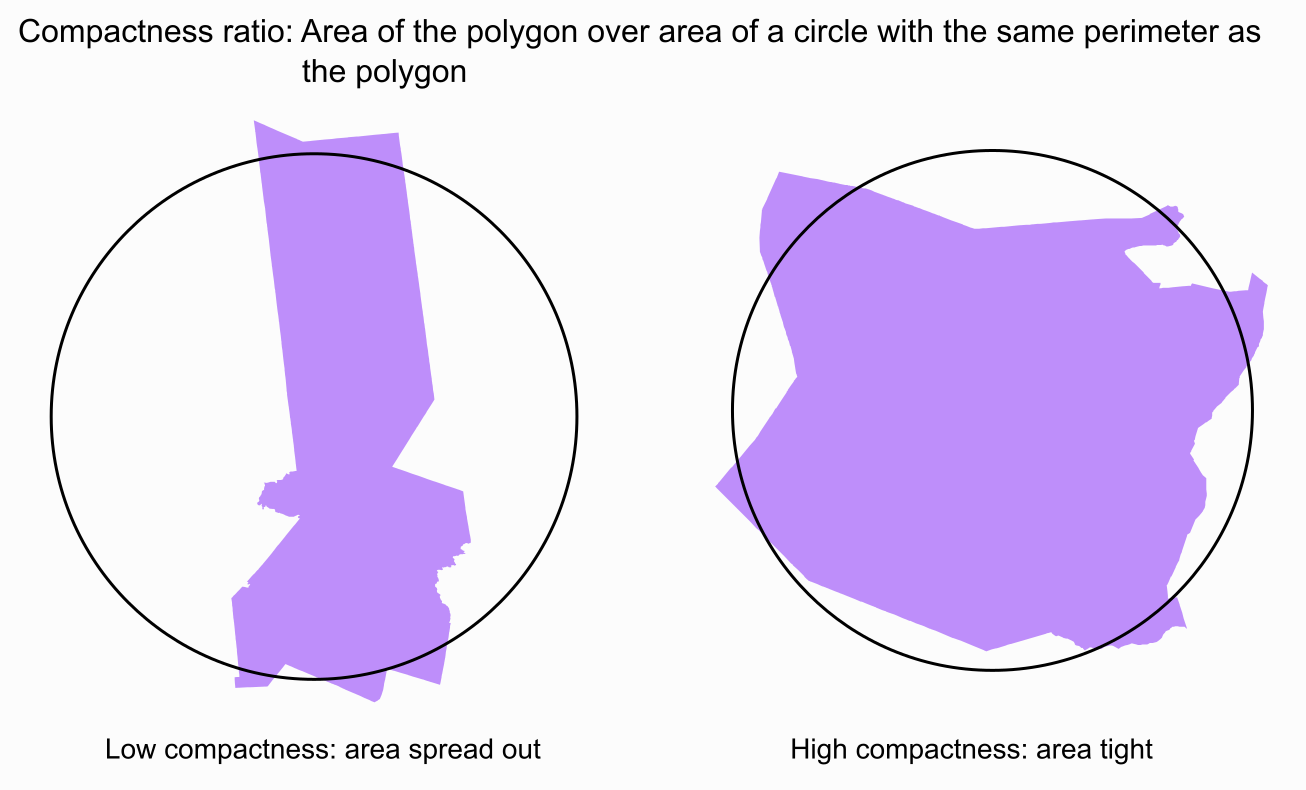 Compactness ratio: Area of the polygon over area of a circle with the same perimeter as
the polygon
Low compactness: area spread out
High compactness: area tight